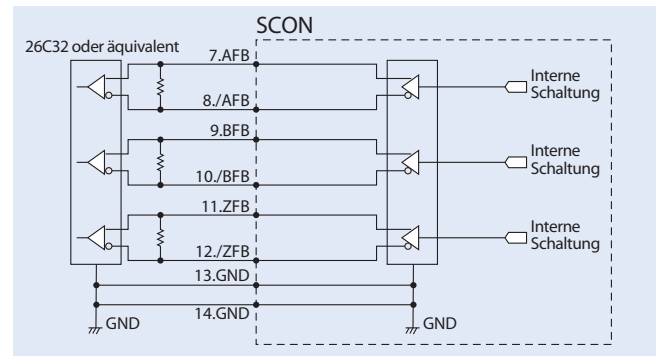 SCON
26C32 oder äquivalent
7.AFB
Interne
Schaltung
8./AFB
9.BFB
Interne
Schaltung
10./BFB
11.ZFB
Interne
Schaltung
12./ZFB
13.GND
14.GND
GND
GND